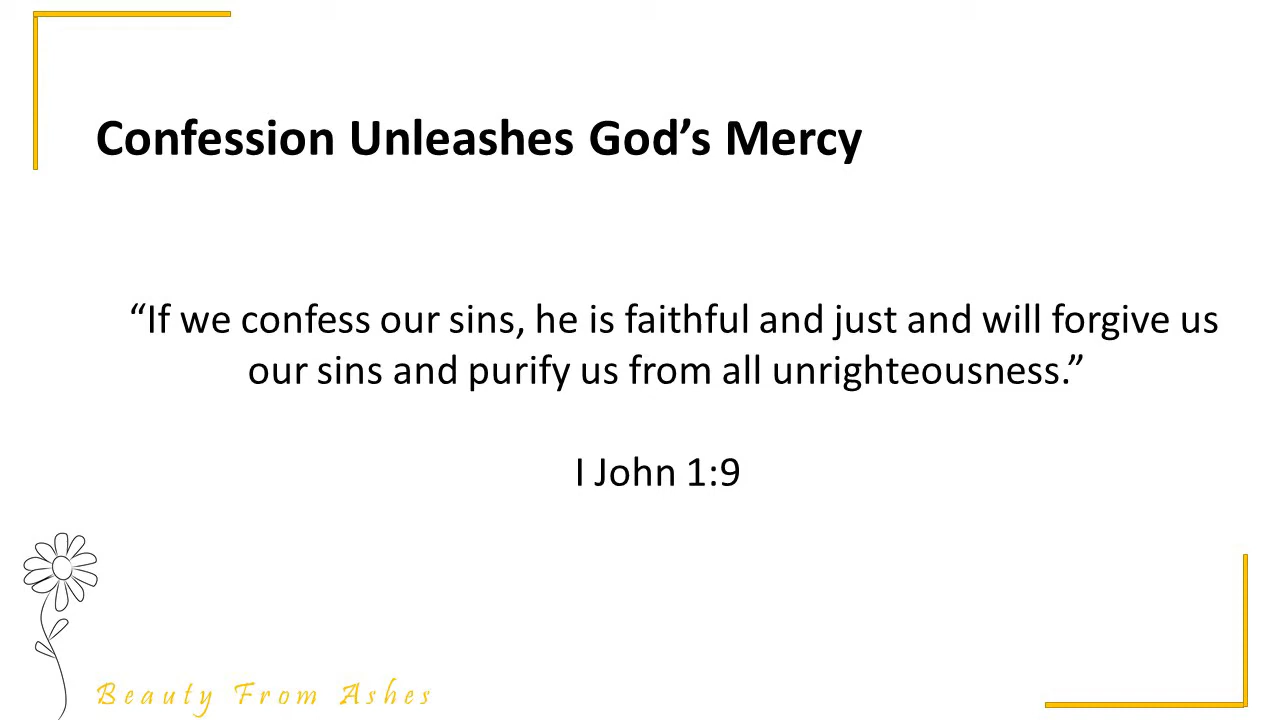 Confession Unleashes God’s Mercy
“If we confess our sins, he is faithful and just and will forgive us
our sins and purify us from all unrighteousness.”
I John 1:9
Beauty From Ashes